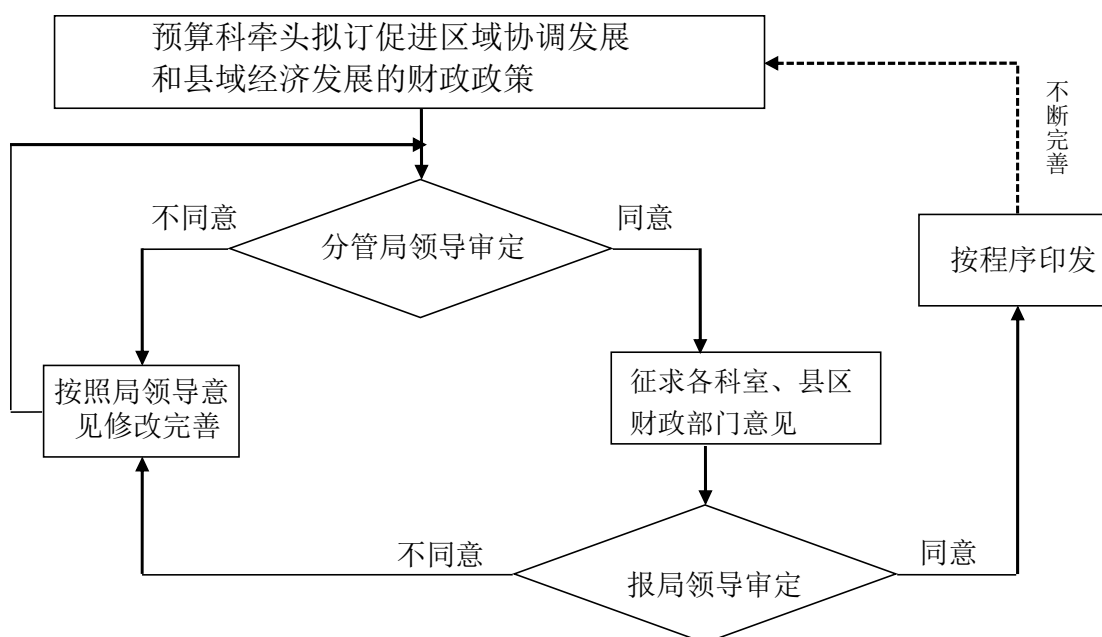 预算科牵头拟订促进区域协调发展
和县域经济发展的财政政策
不断完善
不同意
同意
分管局领导审定
按程序印发
按照局领导意
见修改完善
征求各科室、县区
财政部门意见
不同意
同意
报局领导审定